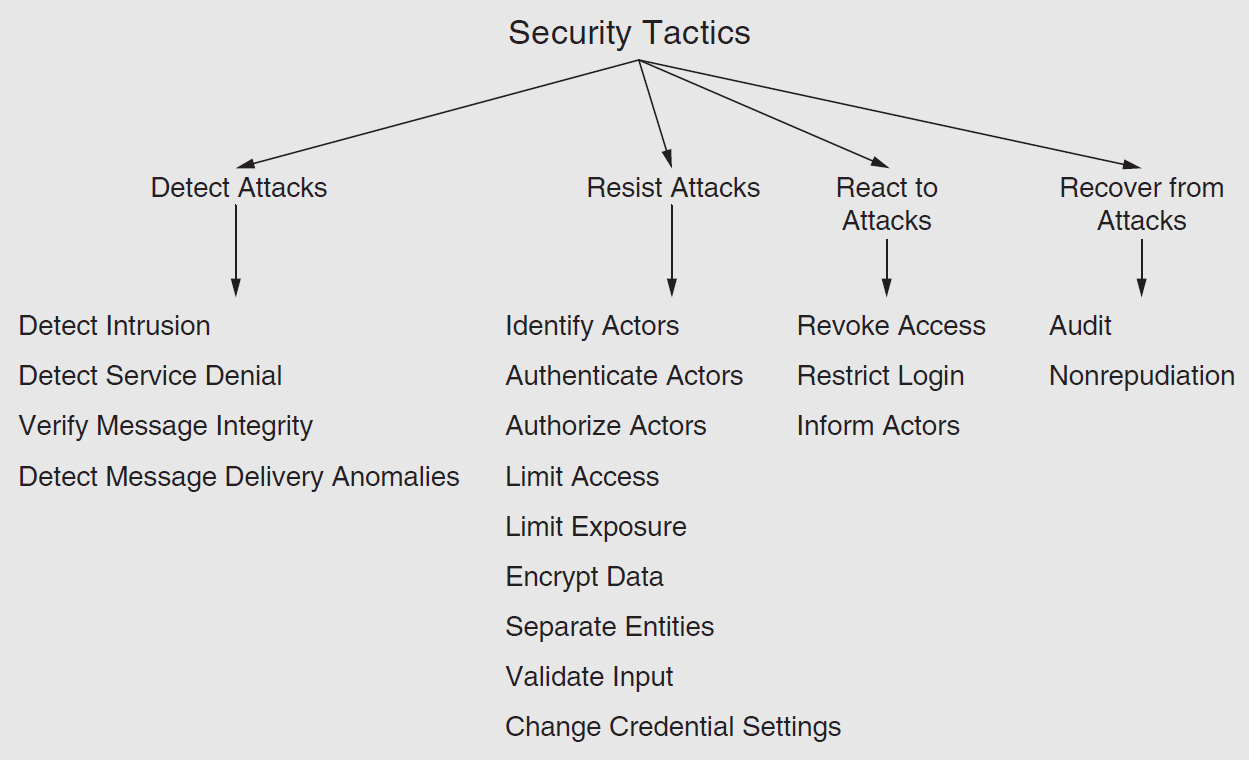 Security Tactics
Detect Attacks
Resist Attacks
React to
Attacks
Recover from
Attacks
Detect Intrusion
Detect Service Denial
Verify Message Integrity
Detect Message Delivery Anomalies
Identify Actors
Authenticate Actors
Authorize Actors
Limit Access
Limit Exposure
Encrypt Data
Separate Entities
Validate Input
Change Credential Settings
Revoke Access
Restrict Login
Inform Actors
Audit
Nonrepudiation